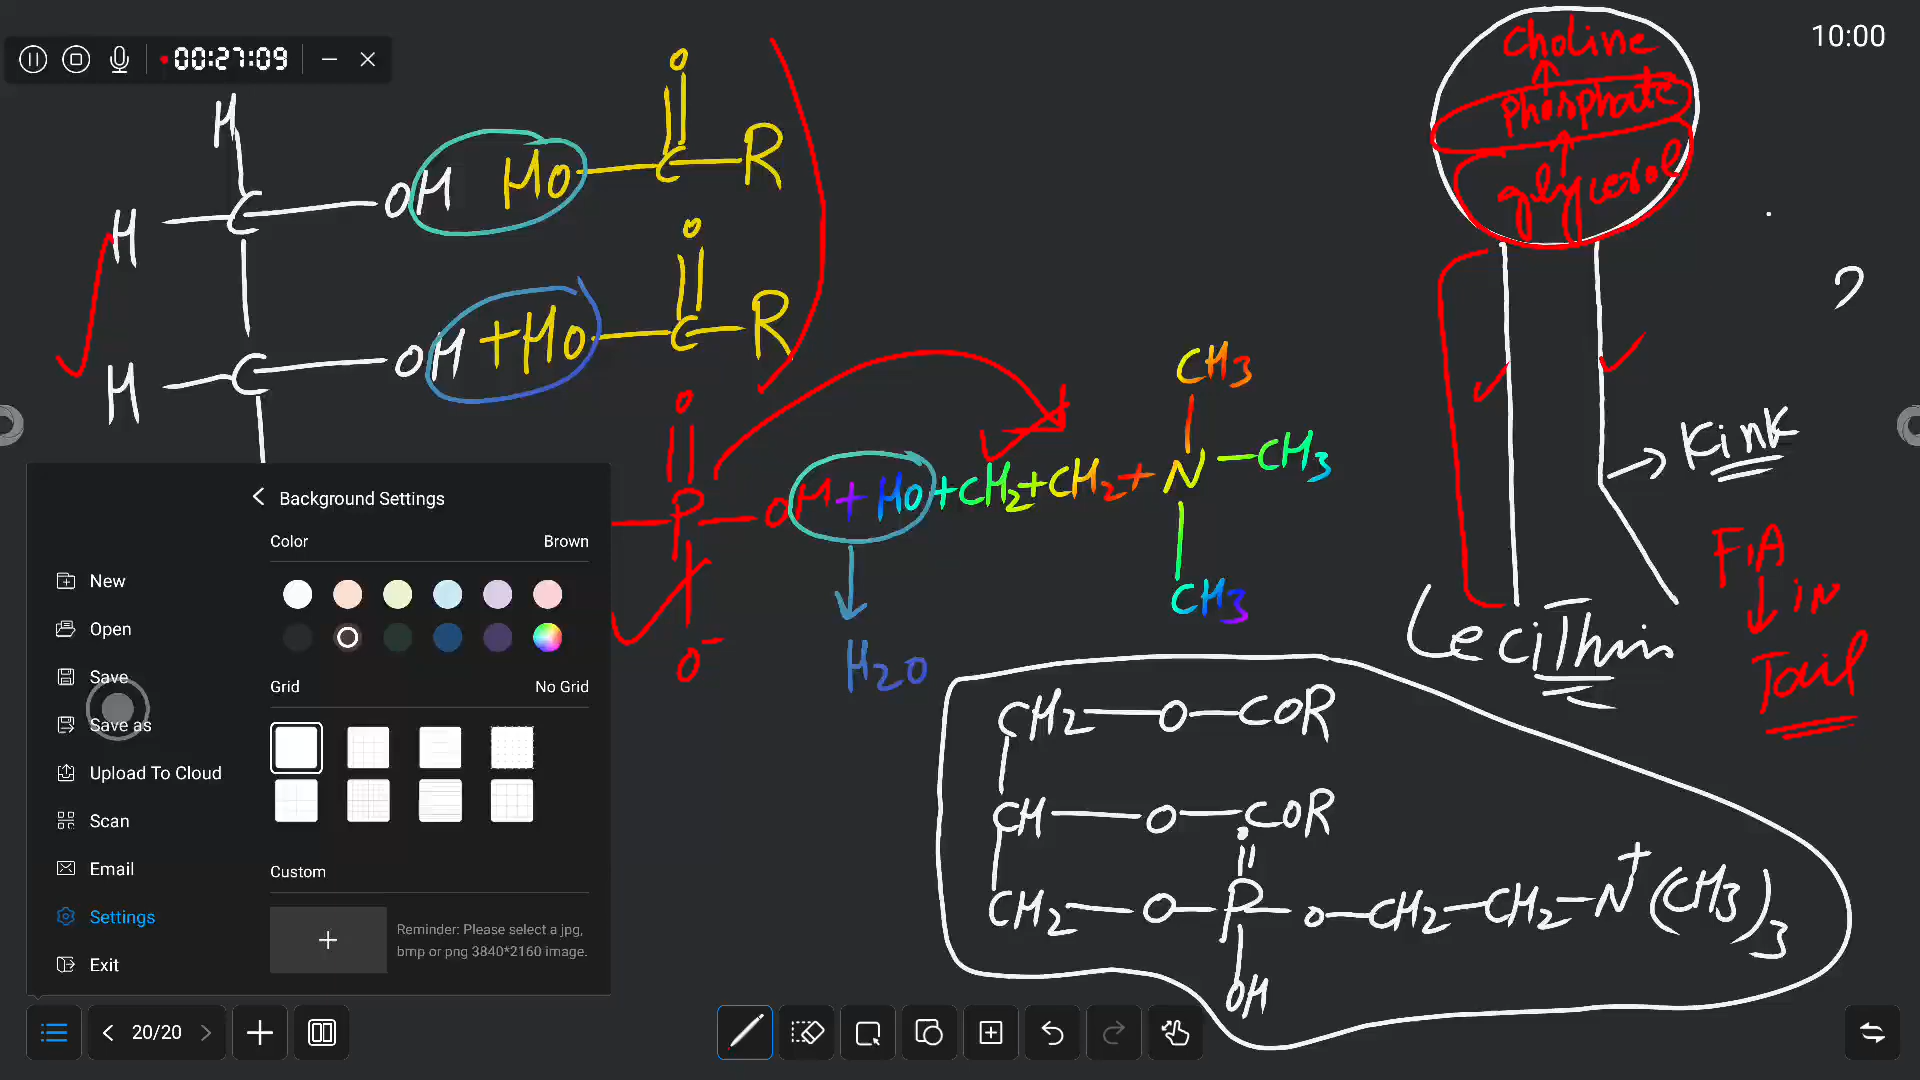 00:27:09
10:00
Choline
Phosphate
glycerol
H
O
H C OH HO C R
O
H C OH +HO C R
O
P OH + HO + CH2 + CH2 + N
CH3
CH3
CH3
O-
H2O
Kink
F.A
in
Tail
Lecithin
CH2 O COR
CH O COR
CH2 O P O CH2 CH2 N+ (CH3)3
OH
Background Settings
Color Brown
Grid No Grid
Custom
Reminder: Please select a jpg,
bmp or png 3840*2160 image.
New
Open
Save
Save as
Upload To Cloud
Scan
Email
Settings
Exit
20/20